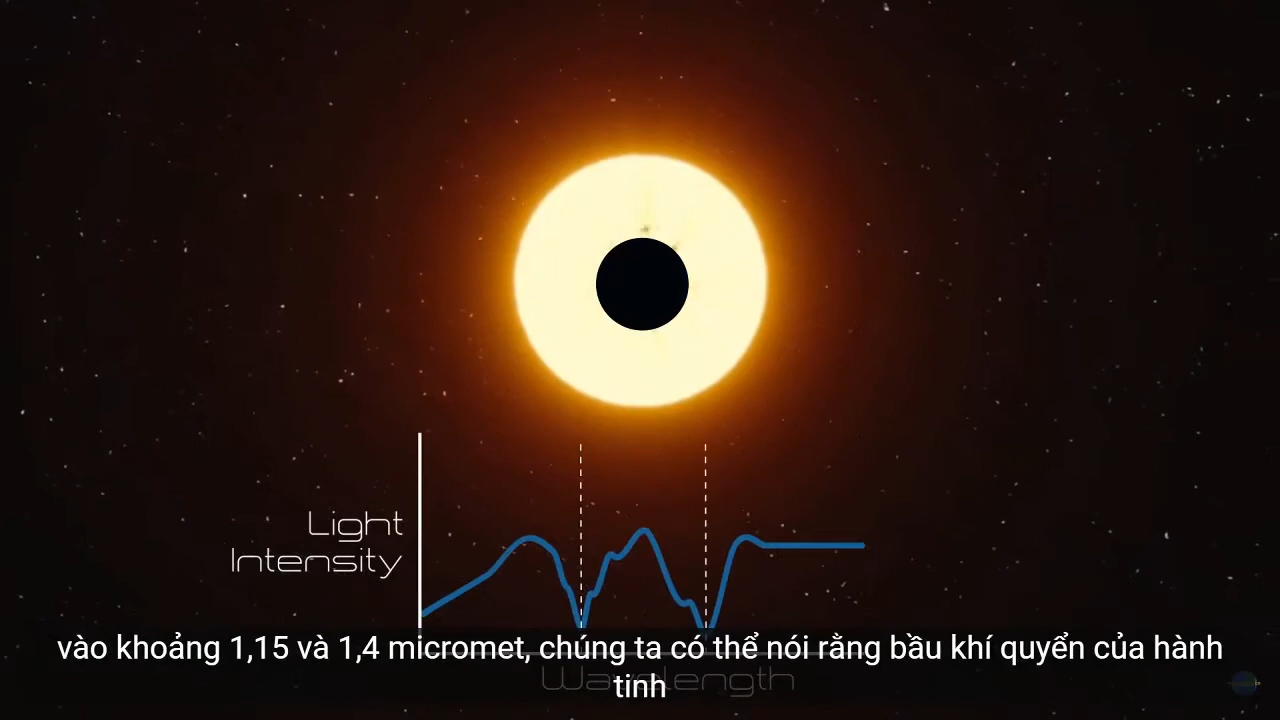 Light
Intensity
vào khoảng 1,15 và 1,4 micromet, chúng ta có thể nói rằng bầu khí quyển của hành
tinh
Wavelength